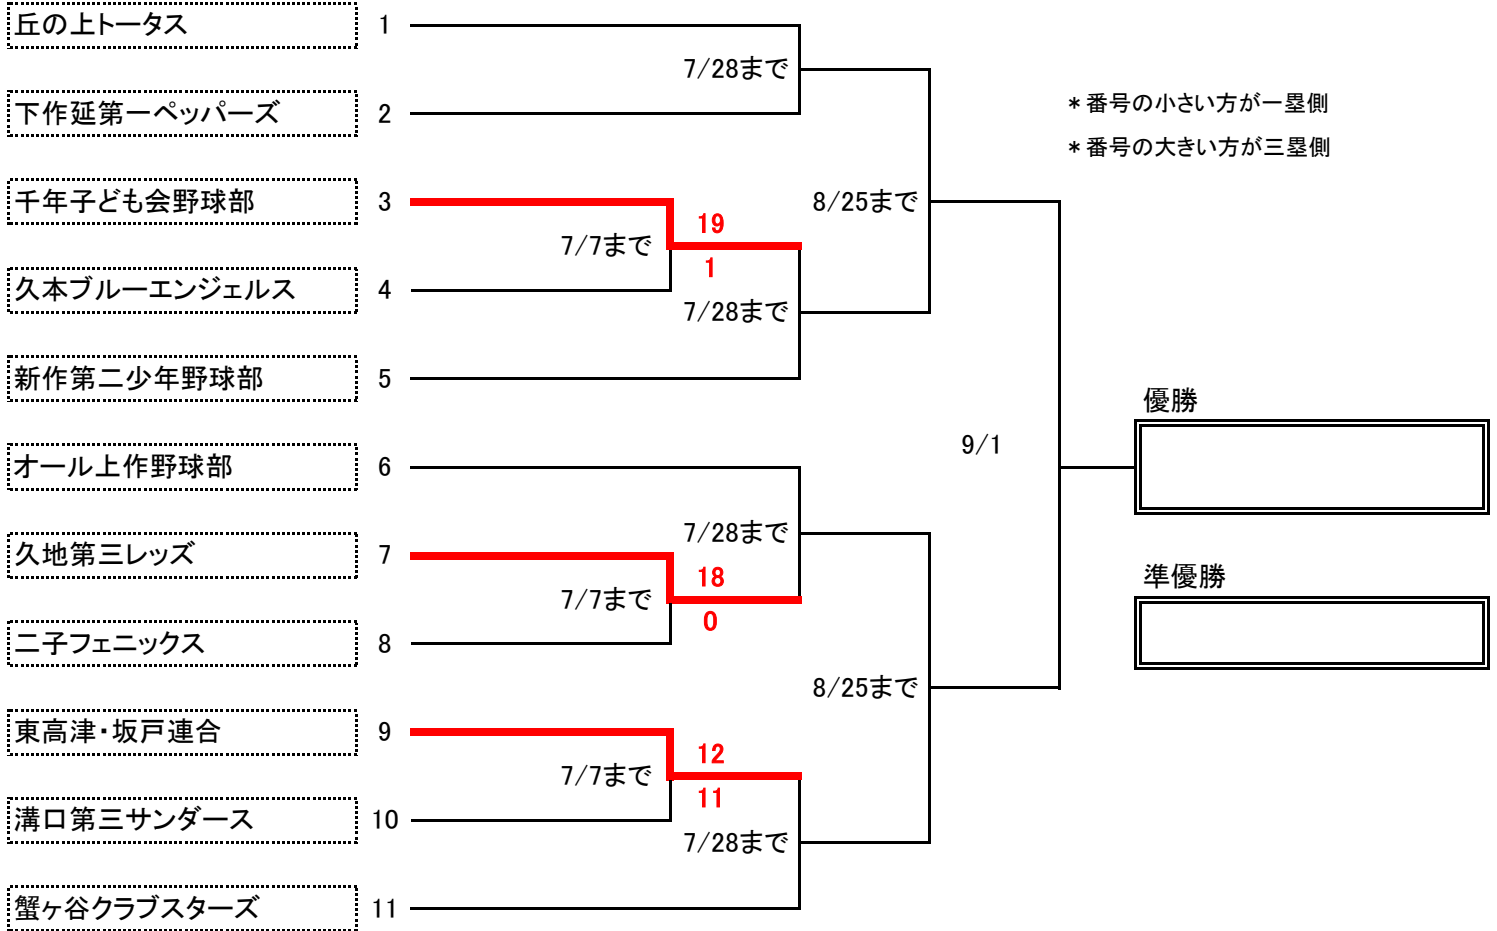 丘の上トータス 1
7/28まで
下作延第一ペッパーズ 2
＊番号の小さい方が一塁側
＊番号の大きい方が三塁側
千年子ども会野球部 3
8/25まで
19
7/7まで
1
久本ブルーエンジェルス 4
7/28まで
新作第二少年野球部 5
優勝
9/1
オール上作野球部 6
7/28まで
久地第三レッズ 7
18
準優勝
7/7まで
0
二子フェニックス 8
8/25まで
東高津・坂戸連合 9
12
7/7まで
11
溝口第三サンダース 10
7/28まで
蟹ヶ谷クラブスターズ 11